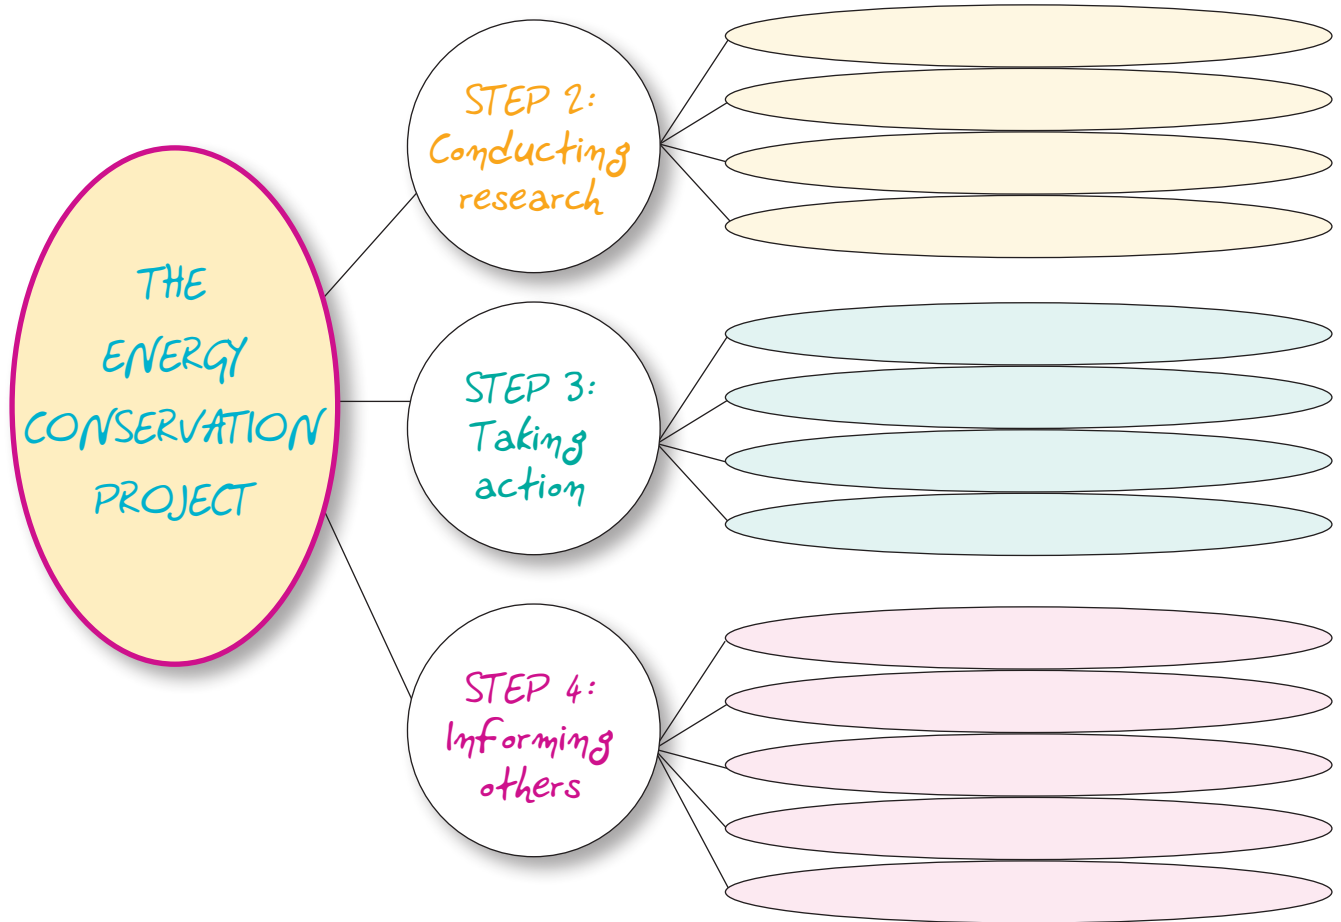 THE
ENERGY
CONSERVATION
PROJECT
STEP 2:
Conducting
research
STEP 3:
Taking
action
STEP 4:
Informing
others